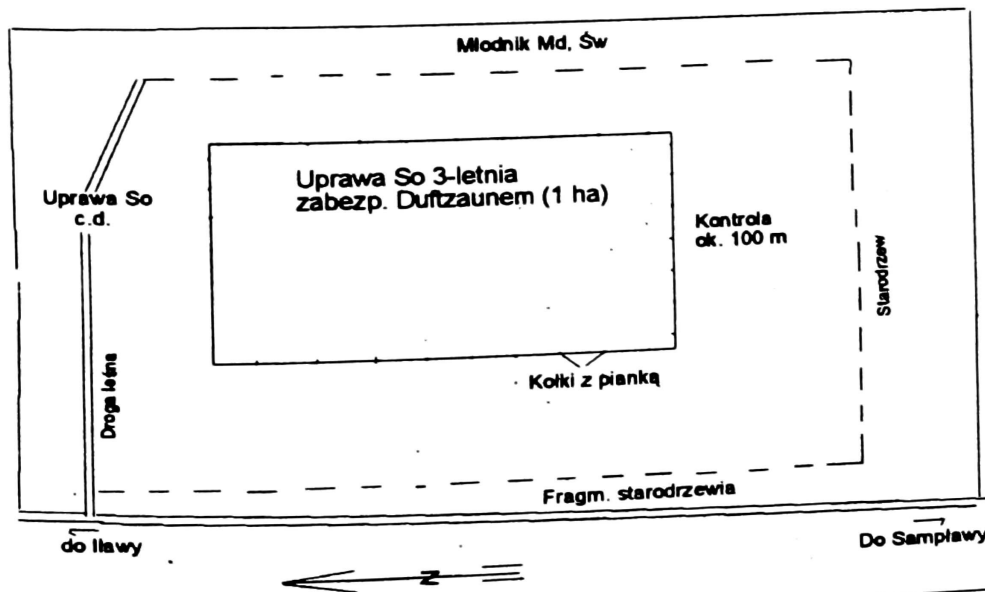 Młodnik Md, Św
Uprawa So 3-letnia
zabezp. Duftzaunem (1 ha)
Uprawa So
c.d.
Kontrola
ok. 100 m
Starodrzew
Droga leśna
Kołki z pianką
Fragm. starodrzewia
do Iławy
Do Sampławy
N